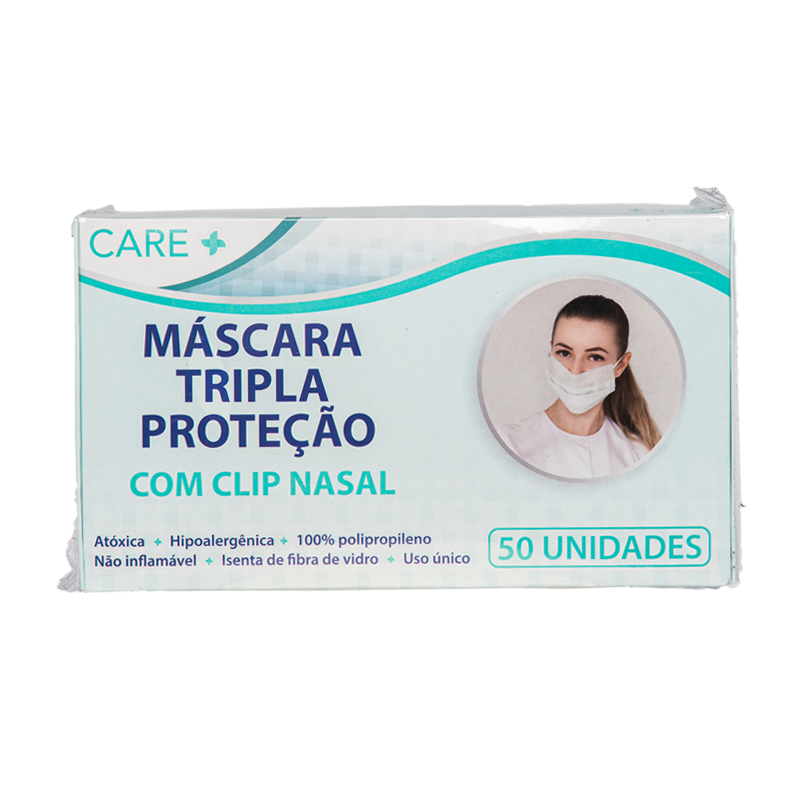 CARE +
MÁSCARA
TRIPLA
PROTEÇÃO
COM CLIP NASAL
Atóxica + Hipoalergênica + 100% polipropileno
Não inflamável + Isenta de fibra de vidro + Uso único
50 UNIDADES